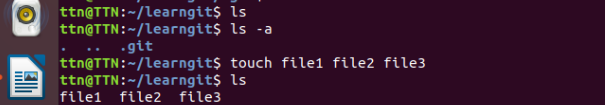 ttn@TTN:~/learngit$ ls
ttn@TTN:~/learngit$ ls -a
.  ..  .git
ttn@TTN:~/learngit$ touch file1 file2 file3
ttn@TTN:~/learngit$ ls
file1  file2  file3